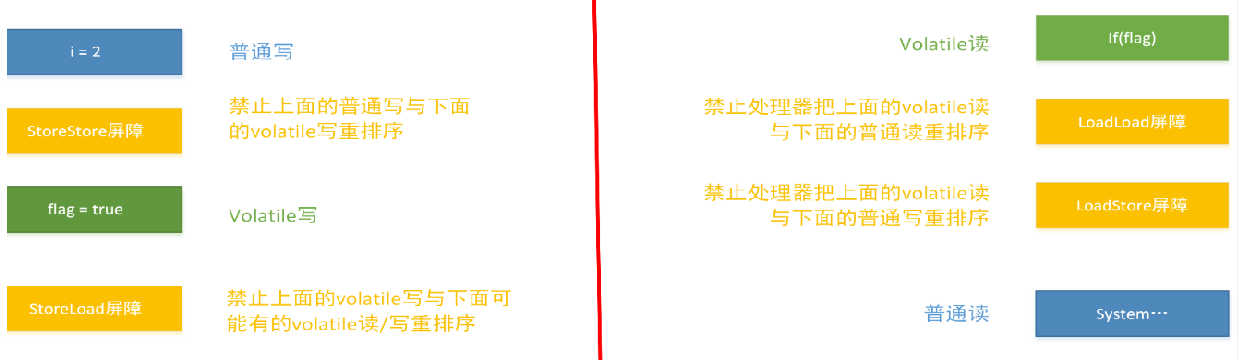 i = 2
普通写
StoreStore屏障
禁止上面的普通写与下面
的volatile写重排序
flag = true
Volatile写
StoreLoad屏障
禁止上面的volatile写与下面可
能有的volatile读/写重排序
Volatile读
If(flag)
禁止处理器把上面的volatile读
与下面的普通读重排序
LoadLoad屏障
禁止处理器把上面的volatile读
与下面的普通写重排序
LoadStore屏障
普通读
System…